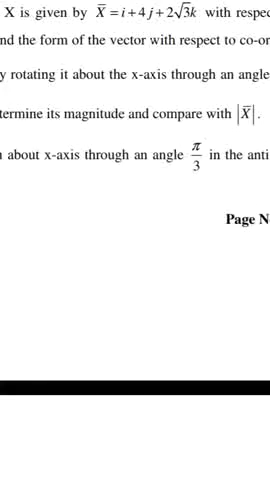 X is given by X̄ = i + 4j + 2√3k with respec
nd the form of the vector with respect to co-or
y rotating it about the x-axis through an angle
termine its magnitude and compare with |X̄|.
about x-axis through an angle π/3 in the anti
Page N